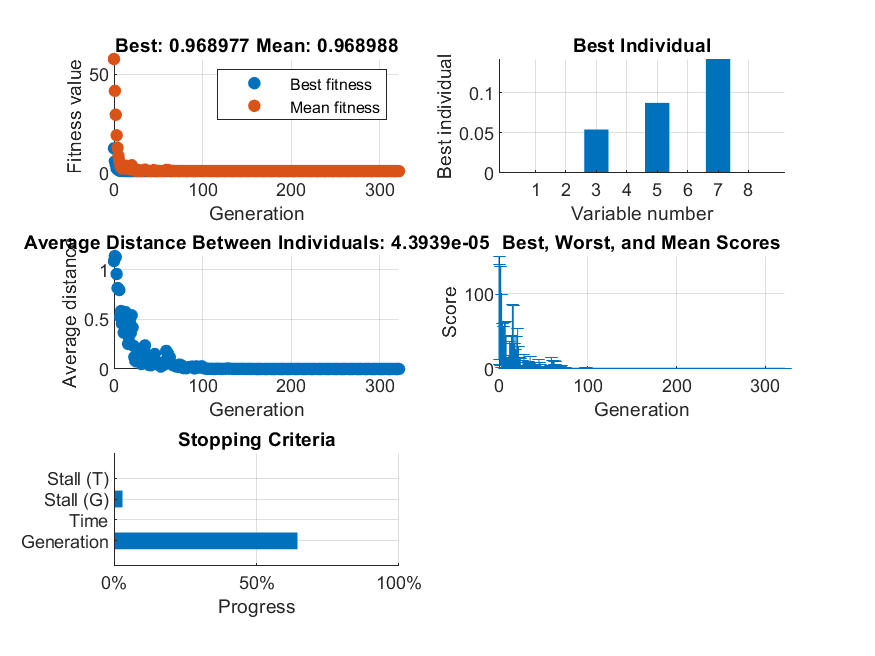 Best: 0.968977 Mean: 0.968988
Fitness value
50
0
Best fitness
Mean fitness
0 100 200 300
Generation
Best Individual
Best individual
0.1
0.05
0
1 2 3 4 5 6 7 8
Variable number
Average Distance Between Individuals: 4.3939e-05
Average distance
1
0.5
0
0 100 200 300
Generation
Best, Worst, and Mean Scores
Score
100
0
0 100 200 300
Generation
Stopping Criteria
Stall (T)
Stall (G)
Time
Generation
0% 50% 100%
Progress